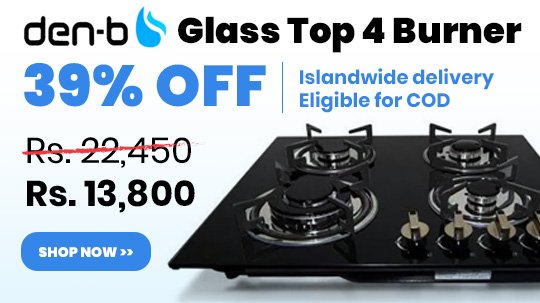 den-b Glass Top 4 Burner
39% OFF
Islandwide delivery
Eligible for COD
Rs. 22,450
Rs. 13,800
SHOP NOW >>